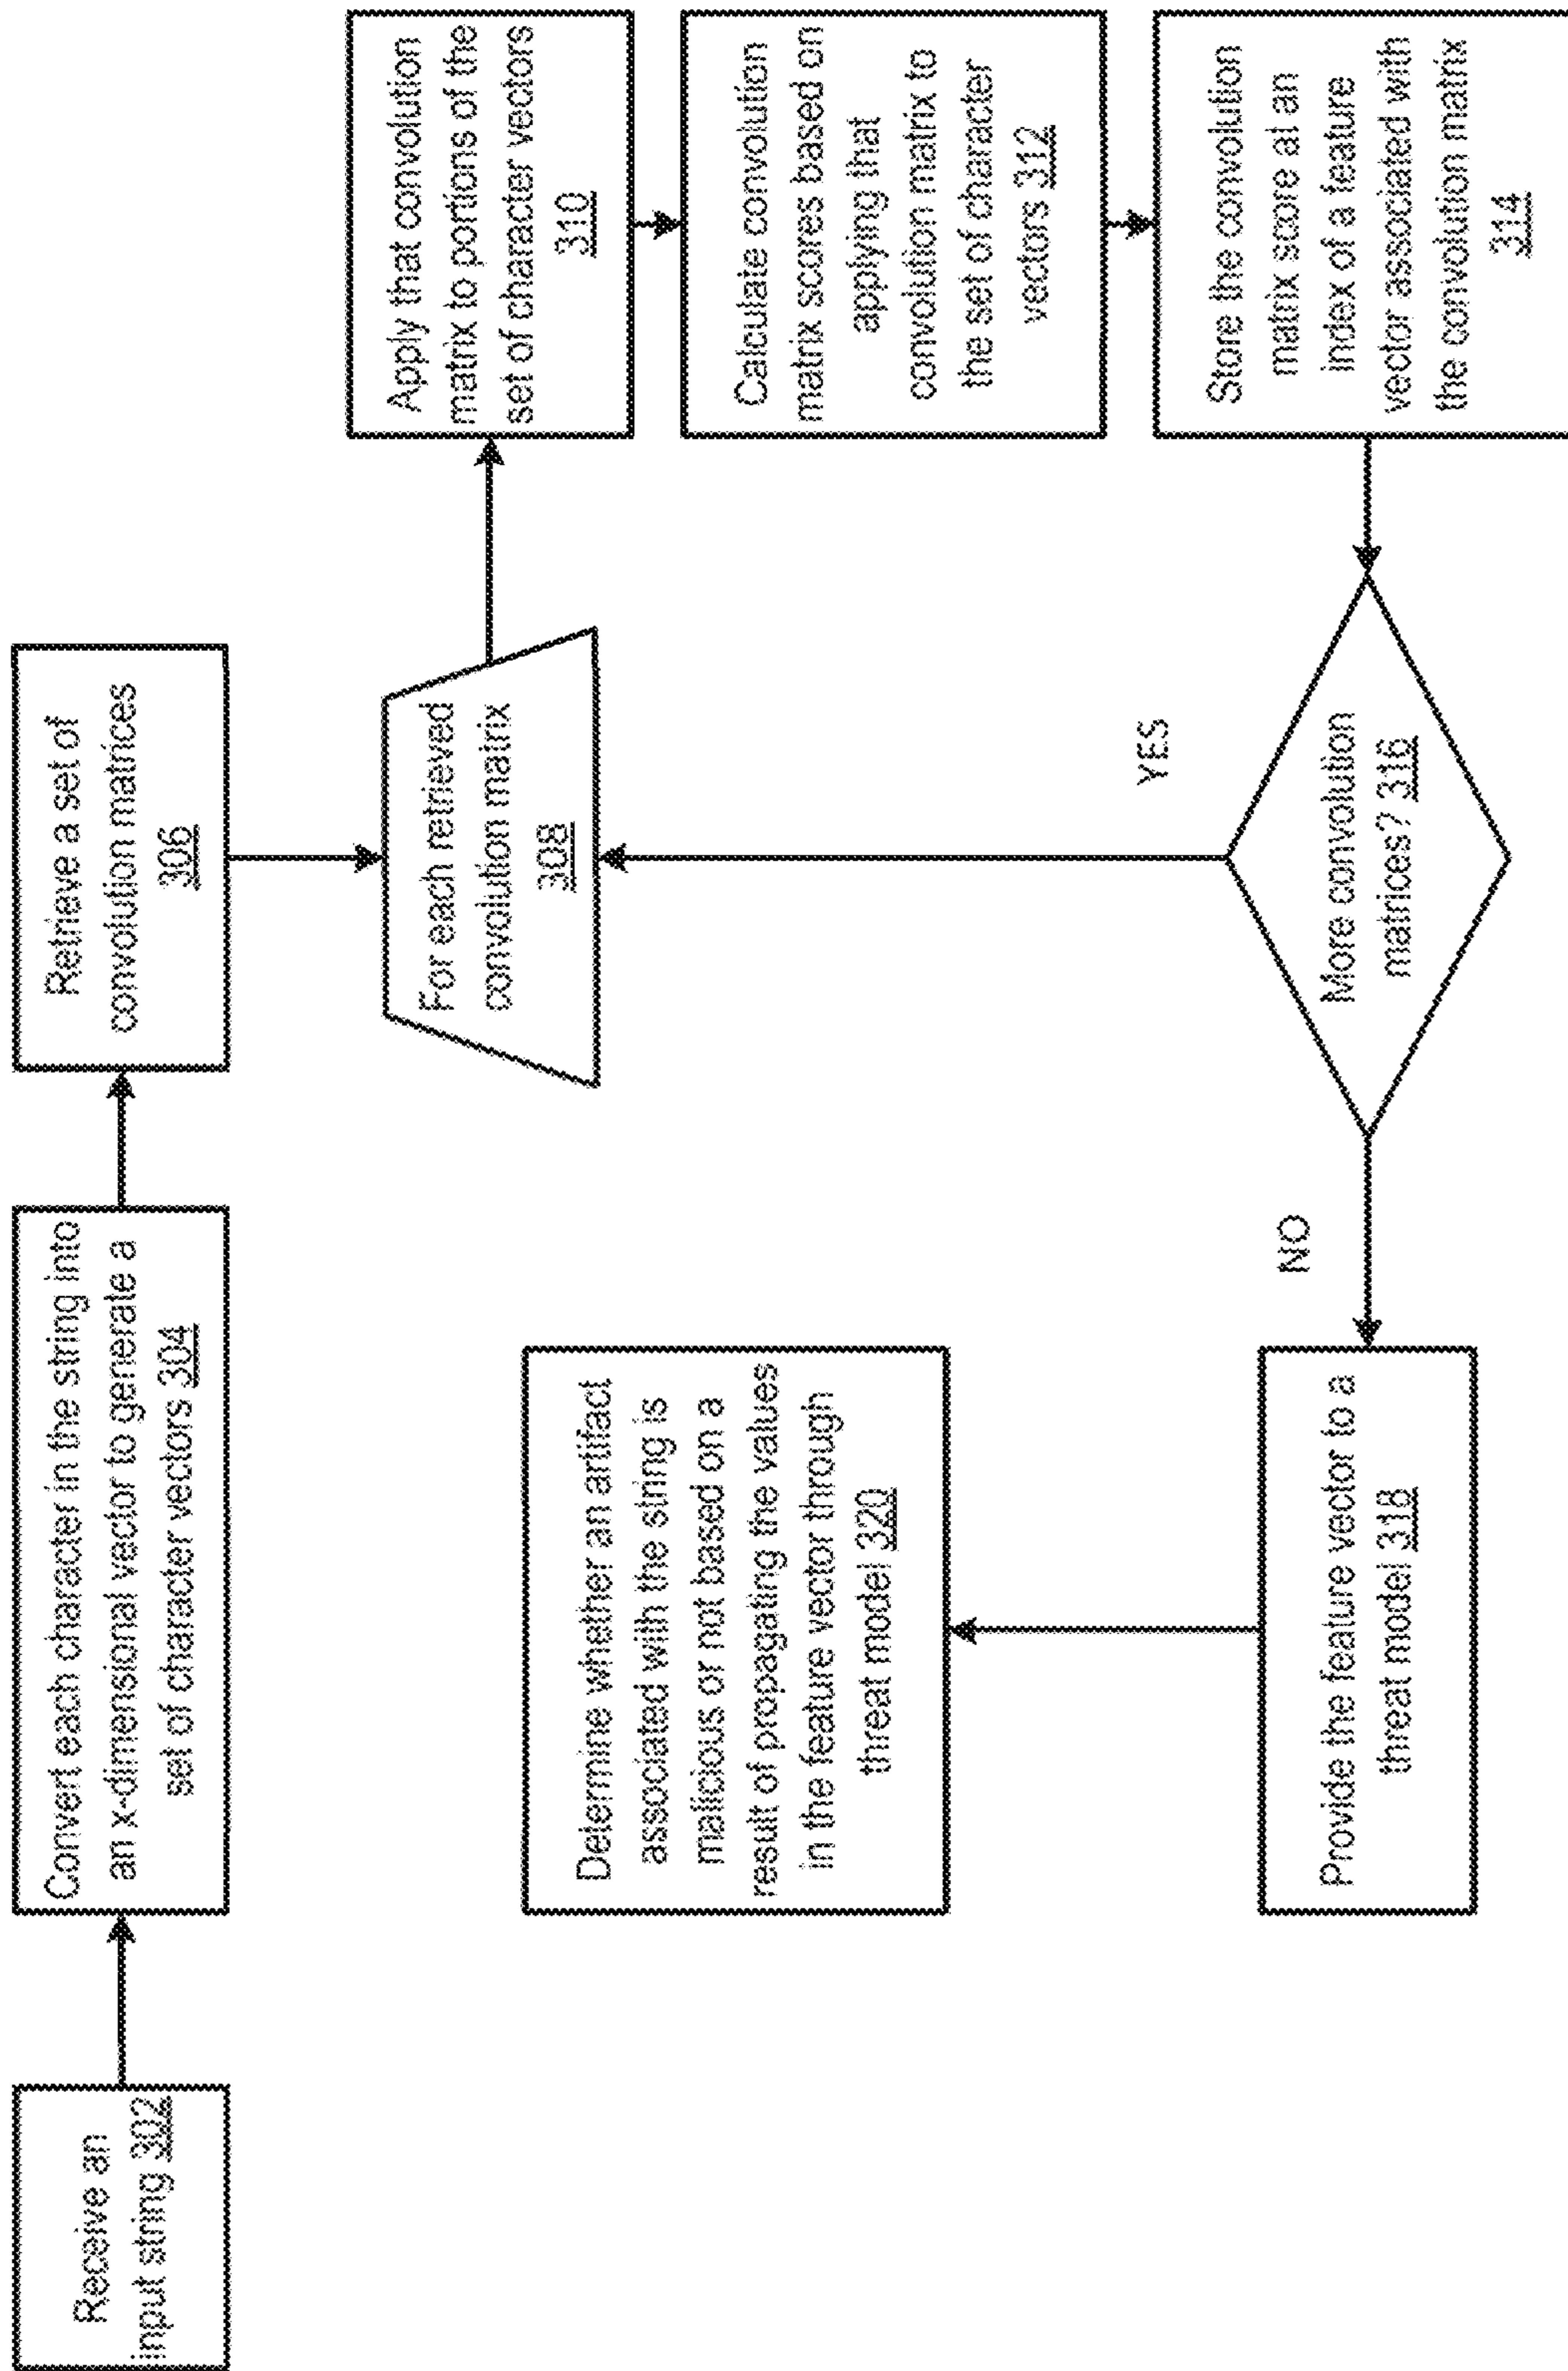 Receive an
input string 302
Convert each character in the string into
an x-dimensional vector to generate a
set of character vectors 304
Retrieve a set of
convolution matrices
306
For each retrieved
convolution matrix
308
Apply that convolution
matrix to portions of the
set of character vectors
310
Calculate convolution
matrix scores based on
applying that
convolution matrix to
the set of character
vectors 312
Store the convolution
matrix score at an
index of a feature
vector associated with
the convolution matrix
314
More convolution
matrices? 316
YES
NO
Provide the feature vector to a
threat model 318
Determine whether an artifact
associated with the string is
malicious or not based on a
result of propagating the values
in the feature vector through
threat model 320